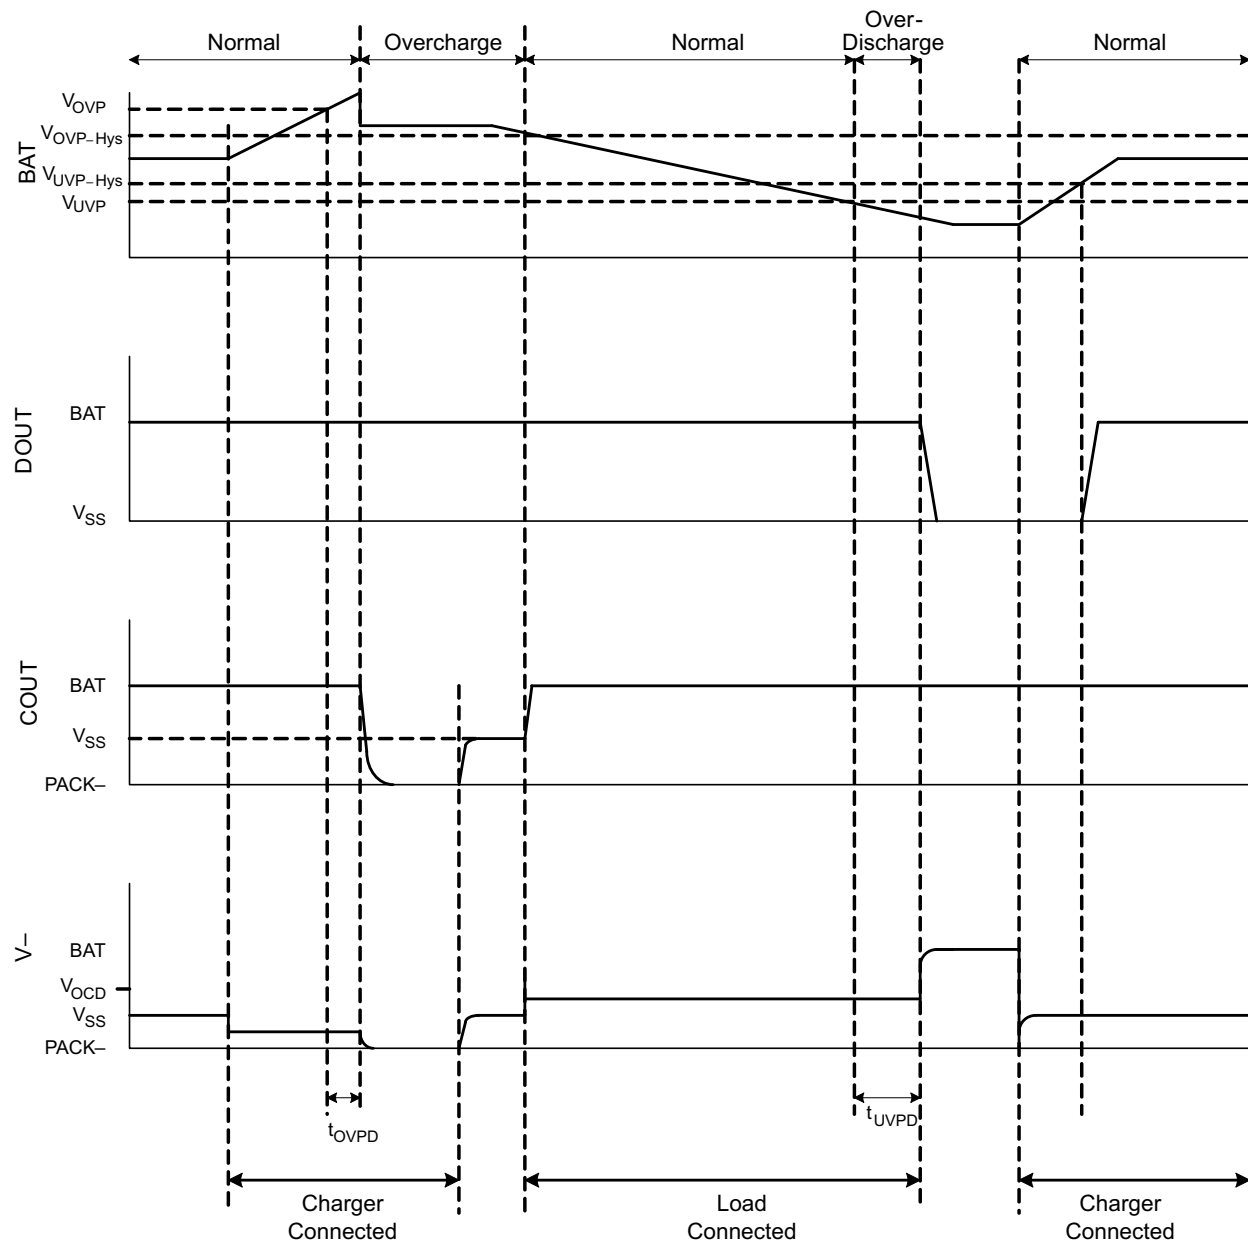 Normal
Overcharge
Normal
Over-
Discharge
Normal
BAT
VOVP
VOVP–Hys
VUVP–Hys
VUVP
DOUT
BAT
VSS
COUT
BAT
VSS
PACK–
V–
BAT
VOCD
VSS
PACK–
tOVPD
tUVPD
Charger
Connected
Load
Connected
Charger
Connected